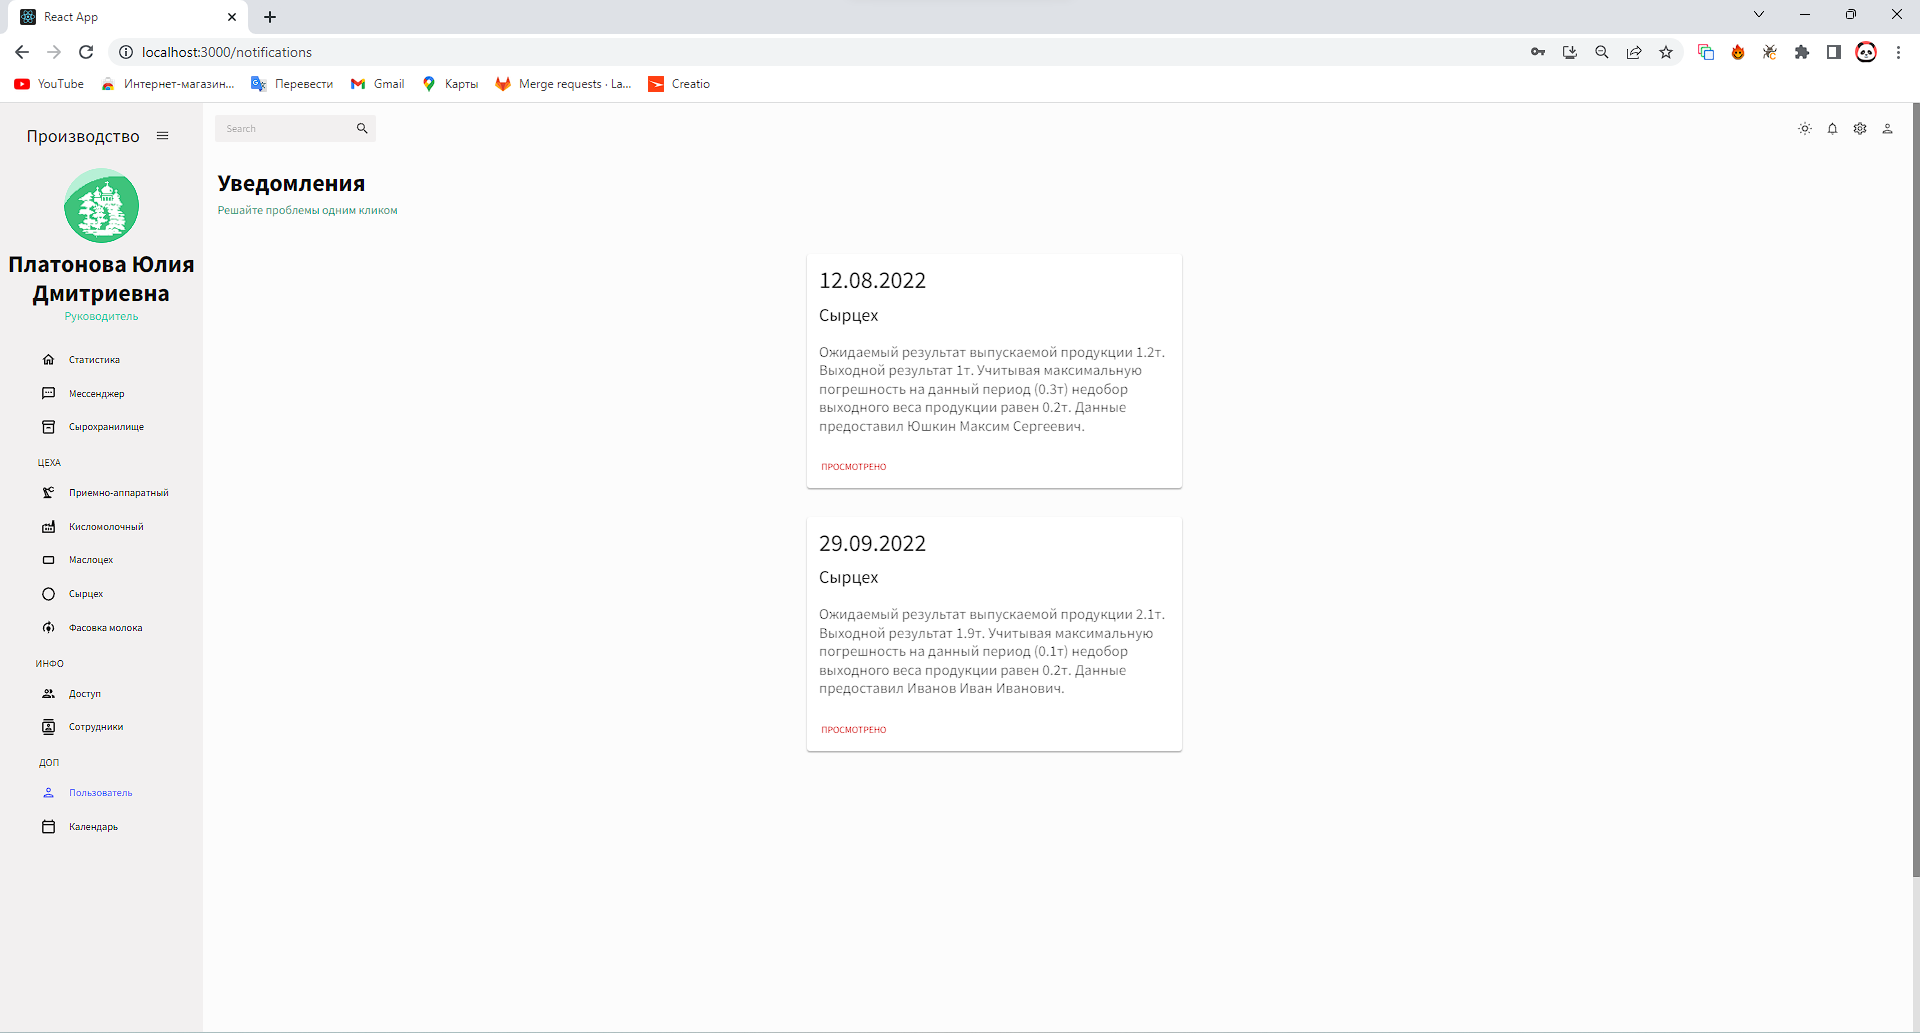 React App
localhost:3000/notifications
YouTube
Интернет-магазин...
Перевести
Gmail
Карты
Merge requests · La...
Creatio
Производство
Search
Платонова Юлия
Дмитриевна
Руководитель
Статистика
Мессенджер
Сырохранилище
ЦЕХА
Приемно-аппаратный
Кисломолочный
Маслоцех
Сырцех
Фасовка молока
ИНФО
Доступ
Сотрудники
ДОП
Пользователь
Календарь
Уведомления
Решайте проблемы одним кликом
12.08.2022
Сырцех
Ожидаемый результат выпускаемой продукции 1.2т.
Выходной результат 1т. Учитывая максимальную
погрешность на данный период (0.3т) недобор
выходного веса продукции равен 0.2т. Данные
предоставил Юшкин Максим Сергеевич.
ПРОСМОТРЕНО
29.09.2022
Сырцех
Ожидаемый результат выпускаемой продукции 2.1т.
Выходной результат 1.9т. Учитывая максимальную
погрешность на данный период (0.1т) недобор
выходного веса продукции равен 0.2т. Данные
предоставил Иванов Иван Иванович.
ПРОСМОТРЕНО